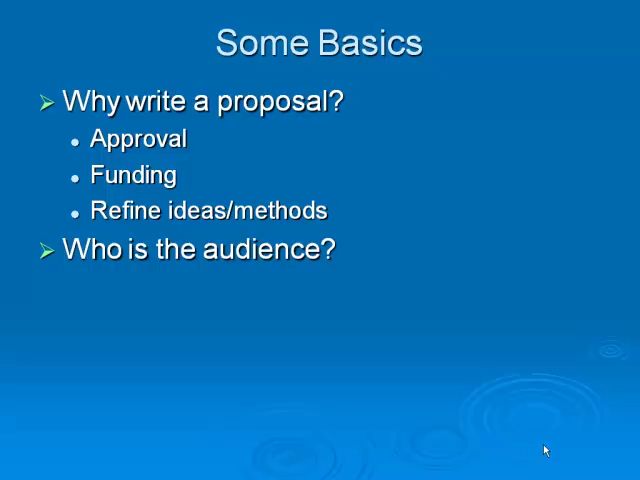 Some Basics
Why write a proposal?
Approval
Funding
Refine ideas/methods
Who is the audience?